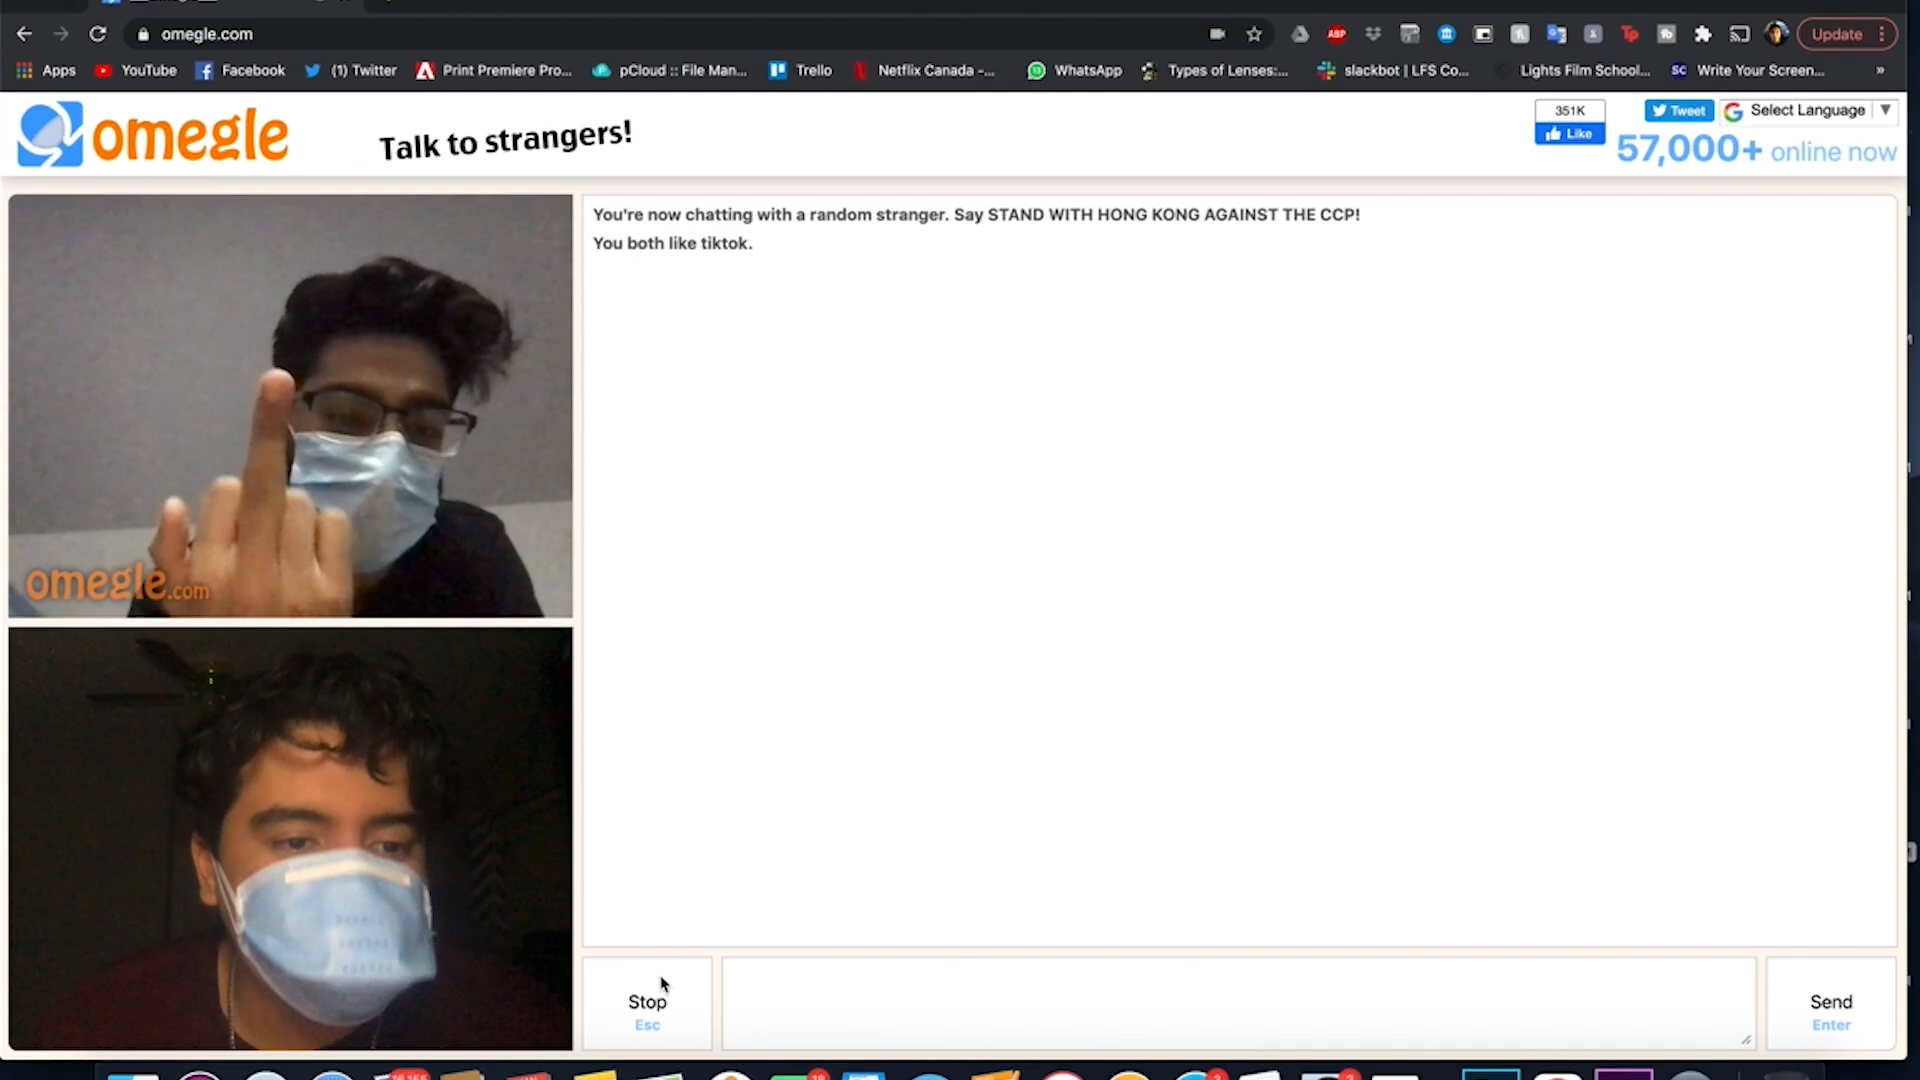 omegle.com
Update
Apps
YouTube
Facebook
(1) Twitter
Print Premiere Pro...
pCloud :: File Man...
Trello
Netflix Canada -...
WhatsApp
Types of Lenses:...
slackbot | LFS Co...
Lights Film School...
SC Write Your Screen...
»
ABP
Tp
omegle
Talk to strangers!
351K
Like
Tweet
Select Language
57,000+ online now
You're now chatting with a random stranger. Say STAND WITH HONG KONG AGAINST THE CCP!
You both like tiktok.
omegle.com
Stop
Esc
Send
Enter